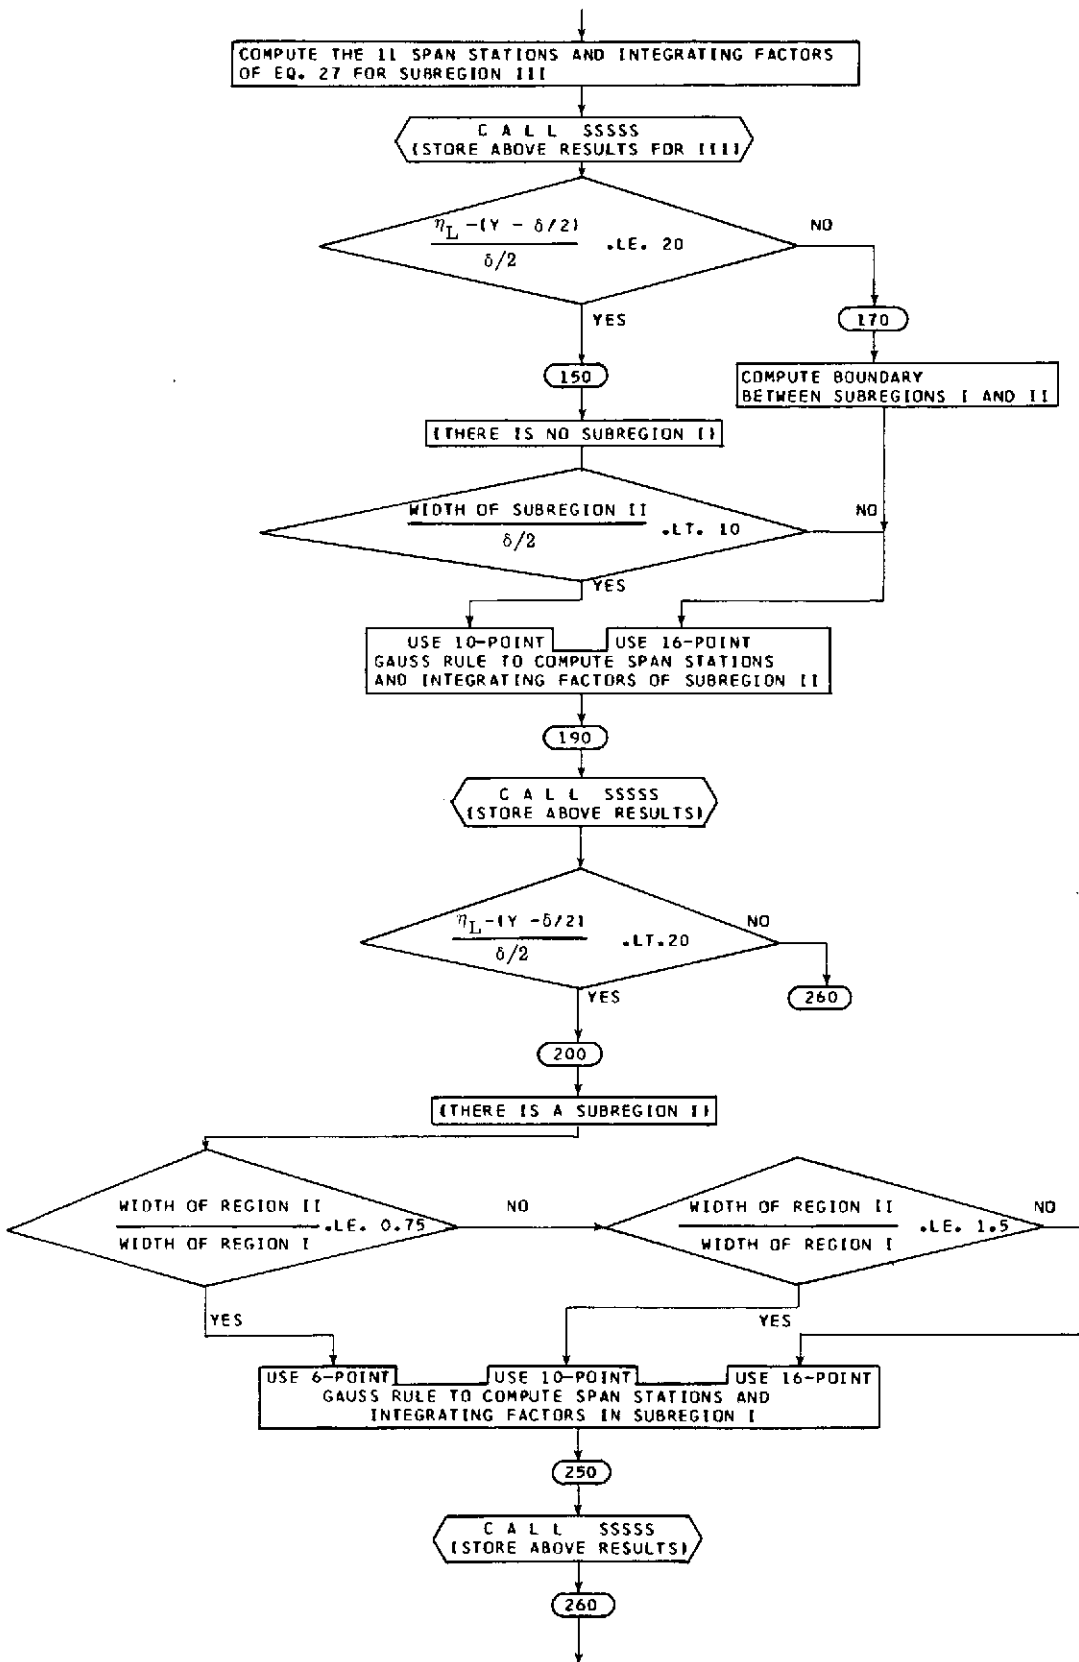 COMPUTE THE 11 SPAN STATIONS AND INTEGRATING FACTORS
OF EQ. 27 FOR SUBREGION III
C A L L SSSSS
(STORE ABOVE RESULTS FOR III)
η_L -(Y - δ/2)
δ/2
.LE. 20
NO
YES
170
150
COMPUTE BOUNDARY
BETWEEN SUBREGIONS I AND II
(THERE IS NO SUBREGION I)
WIDTH OF SUBREGION II
δ/2
.LT. 10
NO
YES
USE 10-POINT USE 16-POINT
GAUSS RULE TO COMPUTE SPAN STATIONS
AND INTEGRATING FACTORS OF SUBREGION II
190
C A L L SSSSS
(STORE ABOVE RESULTS)
η_L -(Y -δ/2)
δ/2
.LT.20
NO
YES
260
200
(THERE IS A SUBREGION I)
WIDTH OF REGION II
WIDTH OF REGION I
.LE. 0.75
NO
YES
WIDTH OF REGION II
WIDTH OF REGION I
.LE. 1.5
NO
YES
USE 6-POINT USE 10-POINT USE 16-POINT
GAUSS RULE TO COMPUTE SPAN STATIONS AND
INTEGRATING FACTORS IN SUBREGION I
250
C A L L SSSSS
(STORE ABOVE RESULTS)
260